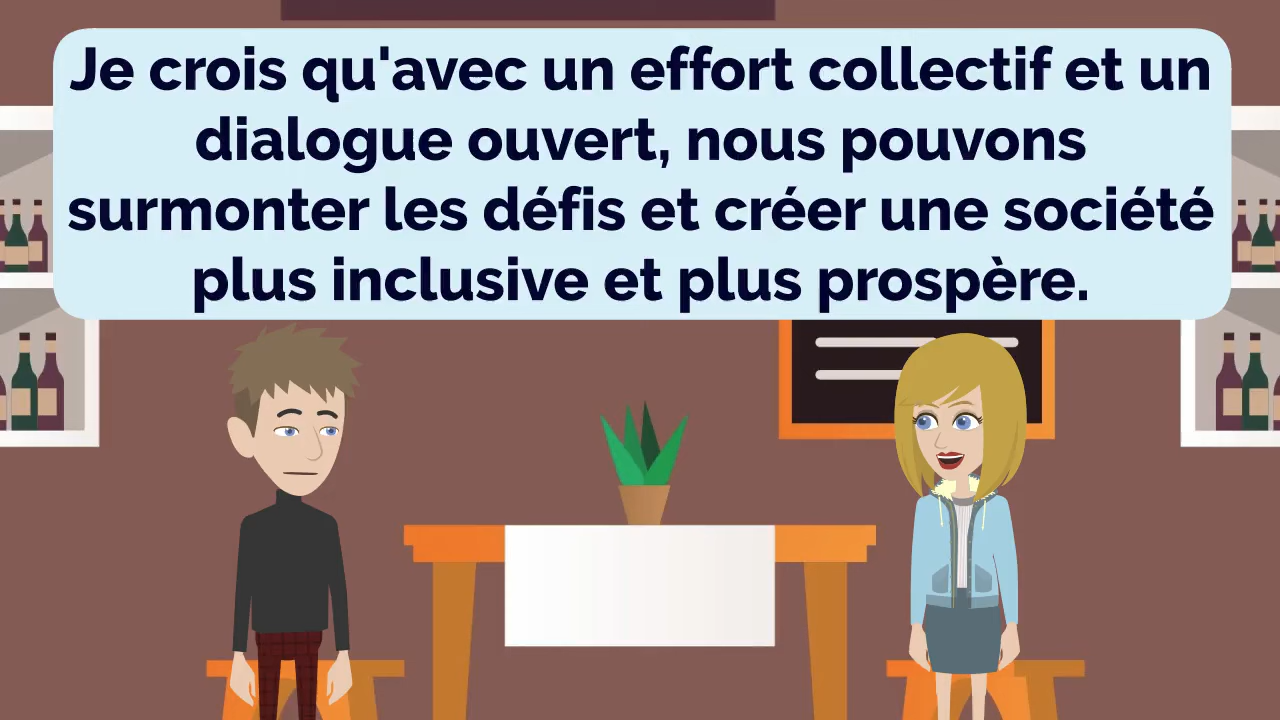 Je crois qu'avec un effort collectif et un
dialogue ouvert, nous pouvons
surmonter les défis et créer une société
plus inclusive et plus prospère.